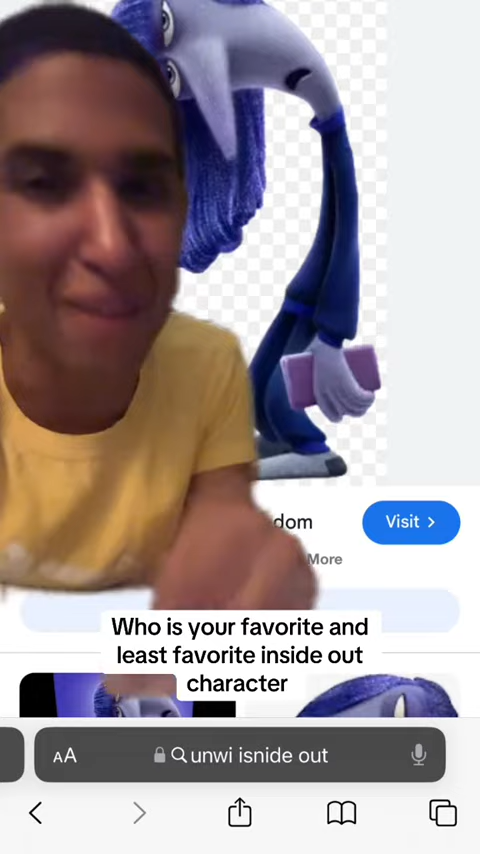 dom
Visit >
More
Who is your favorite and
least favorite inside out
character
AA unwi isnide out